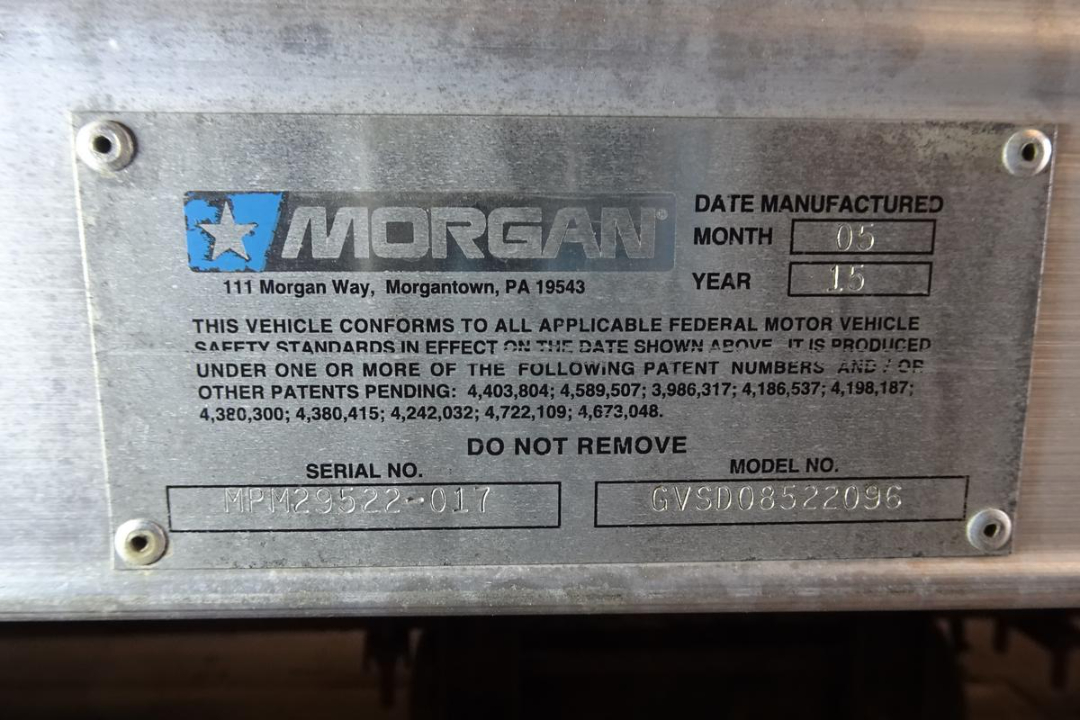 MORGAN®
111 Morgan Way, Morgantown, PA 19543
DATE MANUFACTURED
MONTH 05
YEAR 15
THIS VEHICLE CONFORMS TO ALL APPLICABLE FEDERAL MOTOR VEHICLE
SAFETY STANDARDS IN EFFECT ON THE DATE SHOWN ABOVE. IT IS PRODUCED
UNDER ONE OR MORE OF THE FOLLOWING PATENT NUMBERS AND / OR
OTHER PATENTS PENDING: 4,403,804; 4,589,507; 3,986,317; 4,186,537; 4,198,187;
4,380,300; 4,380,415; 4,242,032; 4,722,109; 4,673,048.
DO NOT REMOVE
SERIAL NO.
MPM29522-017
MODEL NO.
GVSD08522096